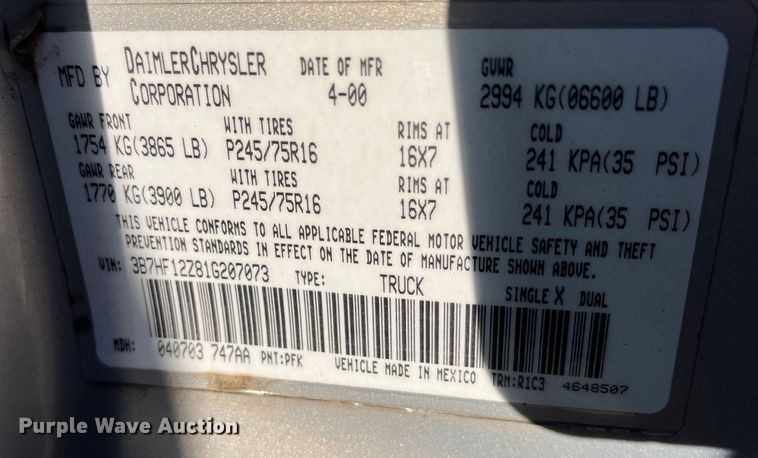 MFD BY DAIMLERCHRYSLER CORPORATION DATE OF MFR 4-00 GVWR 2994 KG(06600 LB)
GAWR FRONT WITH TIRES RIMS AT COLD
1754 KG(3865 LB) P245/75R16 16X7 241 KPA(35 PSI)
GAWR REAR WITH TIRES RIMS AT COLD
1770 KG(3900 LB) P245/75R16 16X7 241 KPA(35 PSI)
THIS VEHICLE CONFORMS TO ALL APPLICABLE FEDERAL MOTOR VEHICLE SAFETY AND THEFT
PREVENTION STANDARDS IN EFFECT ON THE DATE OF MANUFACTURE SHOWN ABOVE.
VIN: 3B7HF12Z81G207073 TYPE: TRUCK SINGLE X DUAL
MDH: 040703 747AA PNT:PFK VEHICLE MADE IN MEXICO TRM:R1C3 4648507
Purple Wave Auction